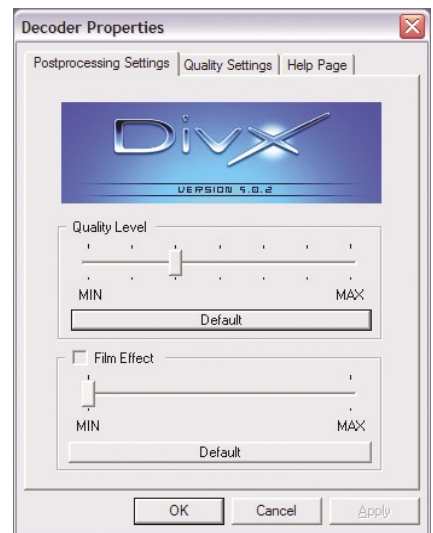 Decoder Properties
Postprocessing Settings Quality Settings Help Page
DivX
VERSION 5.0.2
Quality Level
MIN MAX
Default
Film Effect
MIN MAX
Default
OK Cancel Apply